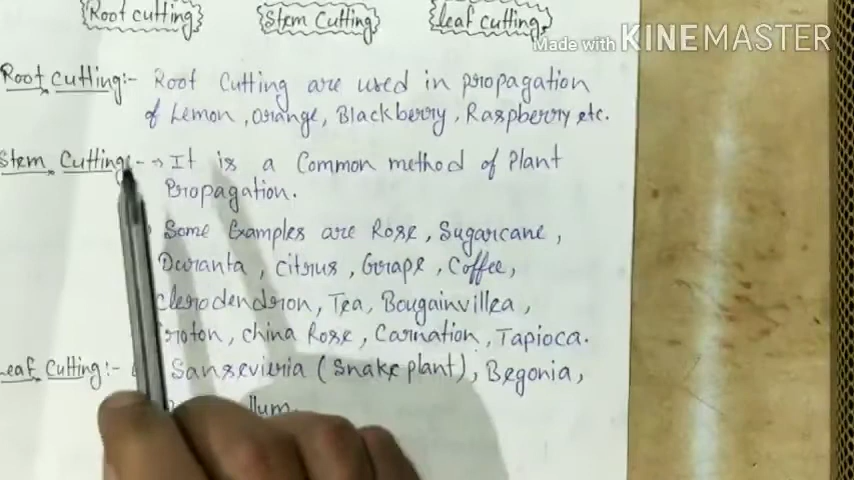 Root cutting Stem Cutting leaf cutting,
Made with KINEMASTER
Root cutting:- Root Cutting are used in propagation
of Lemon, Orange, Blackberry, Raspberry etc.
Stem Cutting:- → It is a Common method of Plant
Propagation.
Some Examples are Rose, Sugarcane,
Duranta, citrus, Grape, Coffee,
clerodendron, Tea, Bougainvillea,
croton, china Rose, Carnation, Tapioca.
Leaf Cutting:- Sansevieria (Snake plant), Begonia,